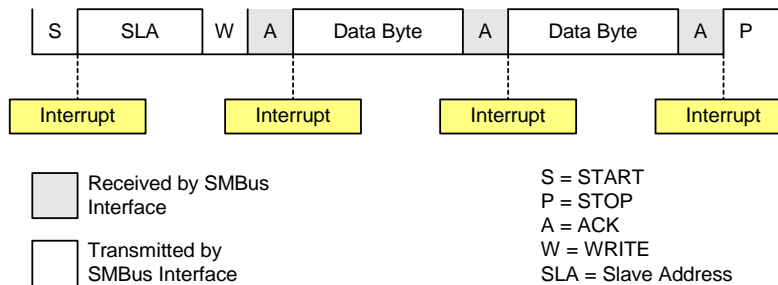 S SLA W A Data Byte A Data Byte A P
Interrupt Interrupt Interrupt Interrupt
Received by SMBus
Interface
Transmitted by
SMBus Interface
S = START
P = STOP
A = ACK
W = WRITE
SLA = Slave Address